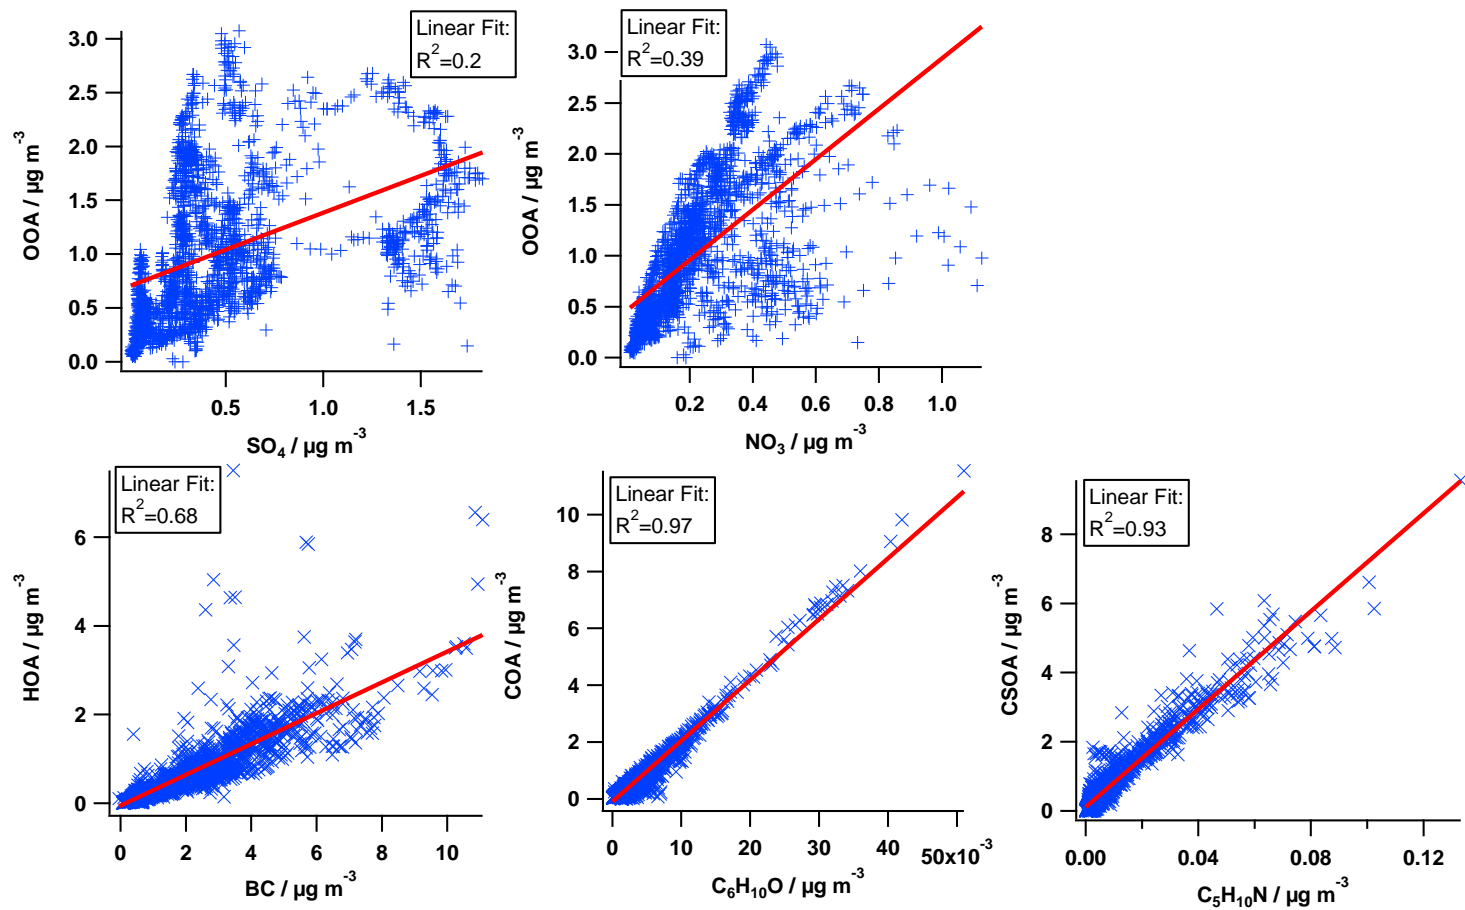 Linear Fit:
R²=0.2
3.0
2.5
2.0
1.5
1.0
0.5
0.0
OOA / µg m⁻³
0.5 1.0 1.5
SO₄ / µg m⁻³
Linear Fit:
R²=0.39
3.0
2.5
2.0
1.5
1.0
0.5
0.0
OOA / µg m⁻³
0.2 0.4 0.6 0.8 1.0
NO₃ / µg m⁻³
Linear Fit:
R²=0.68
6
4
2
0
HOA / µg m⁻³
0 2 4 6 8 10
BC / µg m⁻³
Linear Fit:
R²=0.97
10
8
6
4
2
0
COA / µg m⁻³
0 10 20 30 40 50x10⁻³
C₆H₁₀O / µg m⁻³
Linear Fit:
R²=0.93
8
6
4
2
0
CSOA / µg m⁻³
0.00 0.04 0.08 0.12
C₅H₁₀N / µg m⁻³